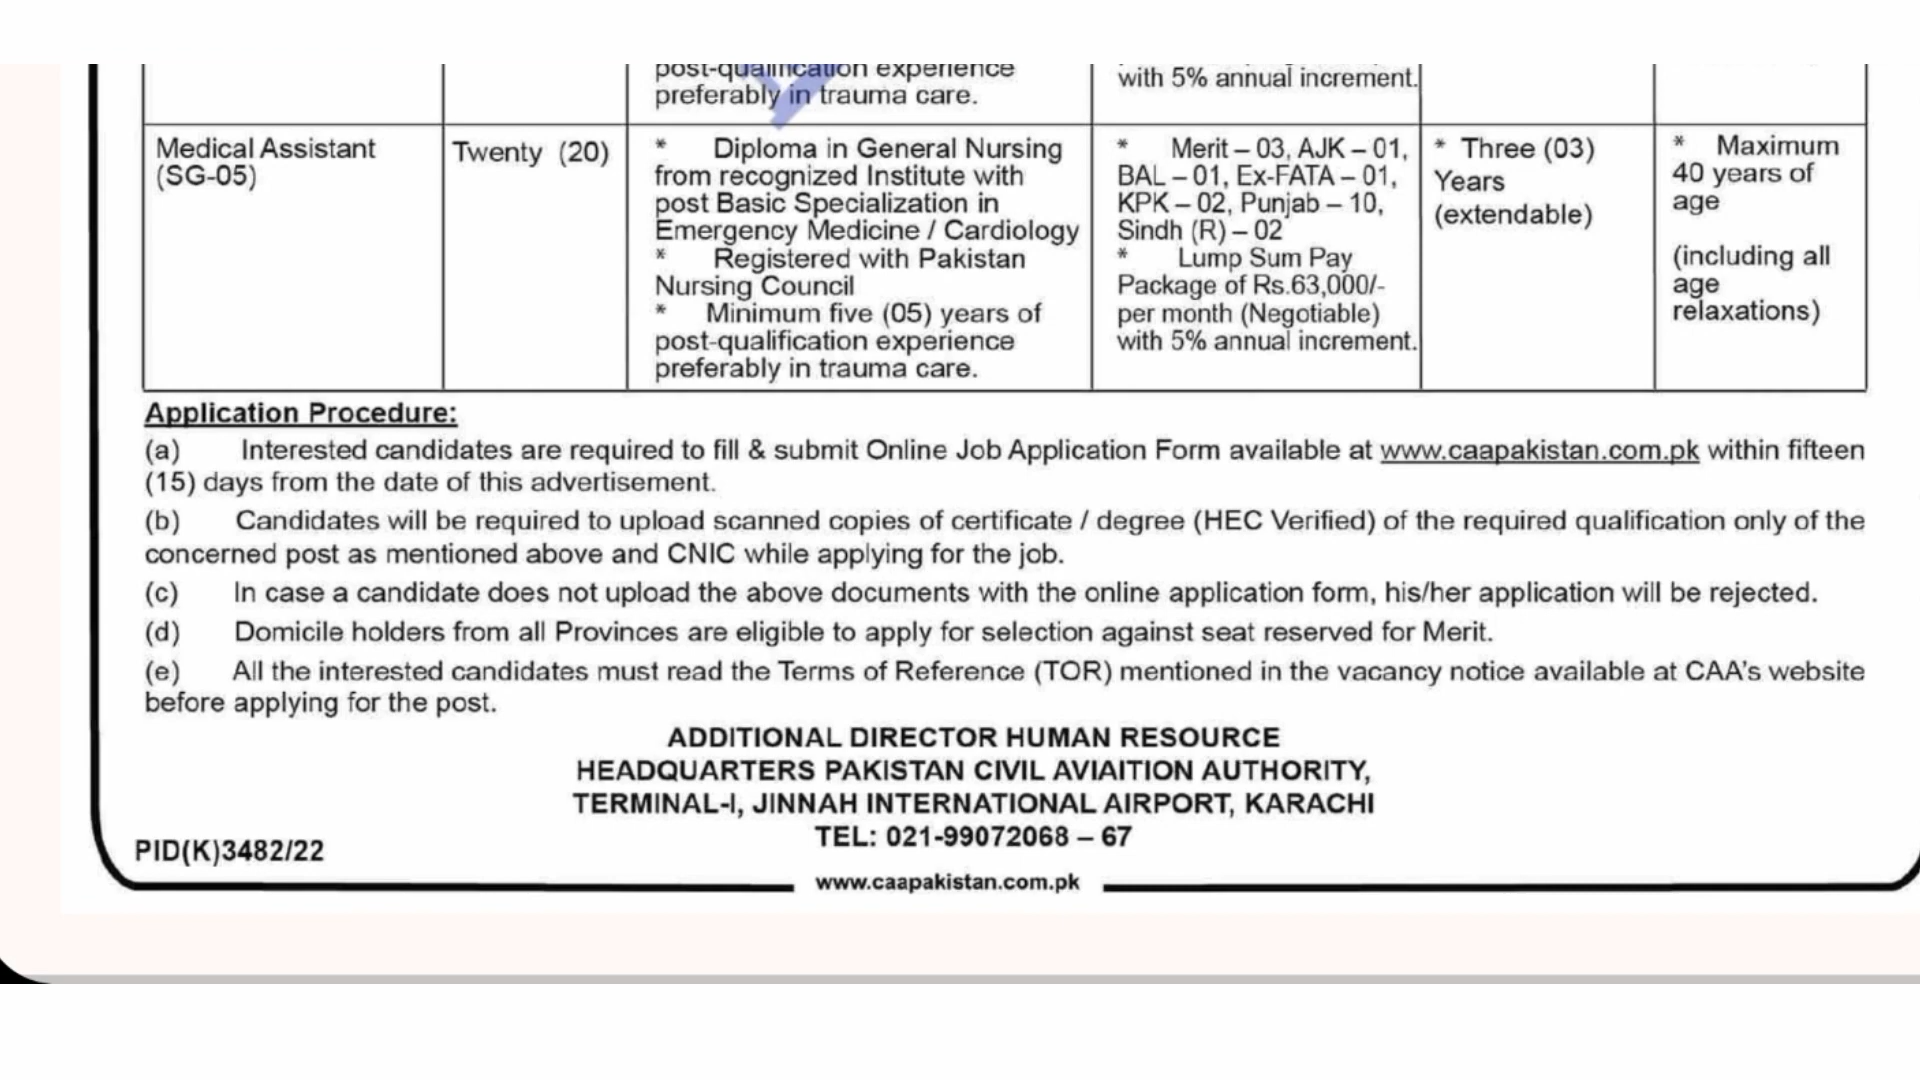 post-qualification experience
preferably in trauma care.
with 5% annual increment.
Medical Assistant
(SG-05)
Twenty (20)
* Diploma in General Nursing
from recognized Institute with
post Basic Specialization in
Emergency Medicine / Cardiology
* Registered with Pakistan
Nursing Council
* Minimum five (05) years of
post-qualification experience
preferably in trauma care.
* Merit – 03, AJK – 01,
BAL – 01, Ex-FATA – 01,
KPK – 02, Punjab – 10,
Sindh (R) – 02
* Lump Sum Pay
Package of Rs.63,000/-
per month (Negotiable)
with 5% annual increment.
* Three (03)
Years
(extendable)
* Maximum
40 years of
age
(including all
age
relaxations)
Application Procedure:
(a) Interested candidates are required to fill & submit Online Job Application Form available at www.caapakistan.com.pk within fifteen
(15) days from the date of this advertisement.
(b) Candidates will be required to upload scanned copies of certificate / degree (HEC Verified) of the required qualification only of the
concerned post as mentioned above and CNIC while applying for the job.
(c) In case a candidate does not upload the above documents with the online application form, his/her application will be rejected.
(d) Domicile holders from all Provinces are eligible to apply for selection against seat reserved for Merit.
(e) All the interested candidates must read the Terms of Reference (TOR) mentioned in the vacancy notice available at CAA's website
before applying for the post.
ADDITIONAL DIRECTOR HUMAN RESOURCE
HEADQUARTERS PAKISTAN CIVIL AVIAITION AUTHORITY,
TERMINAL-I, JINNAH INTERNATIONAL AIRPORT, KARACHI
TEL: 021-99072068 – 67
PID(K)3482/22
www.caapakistan.com.pk